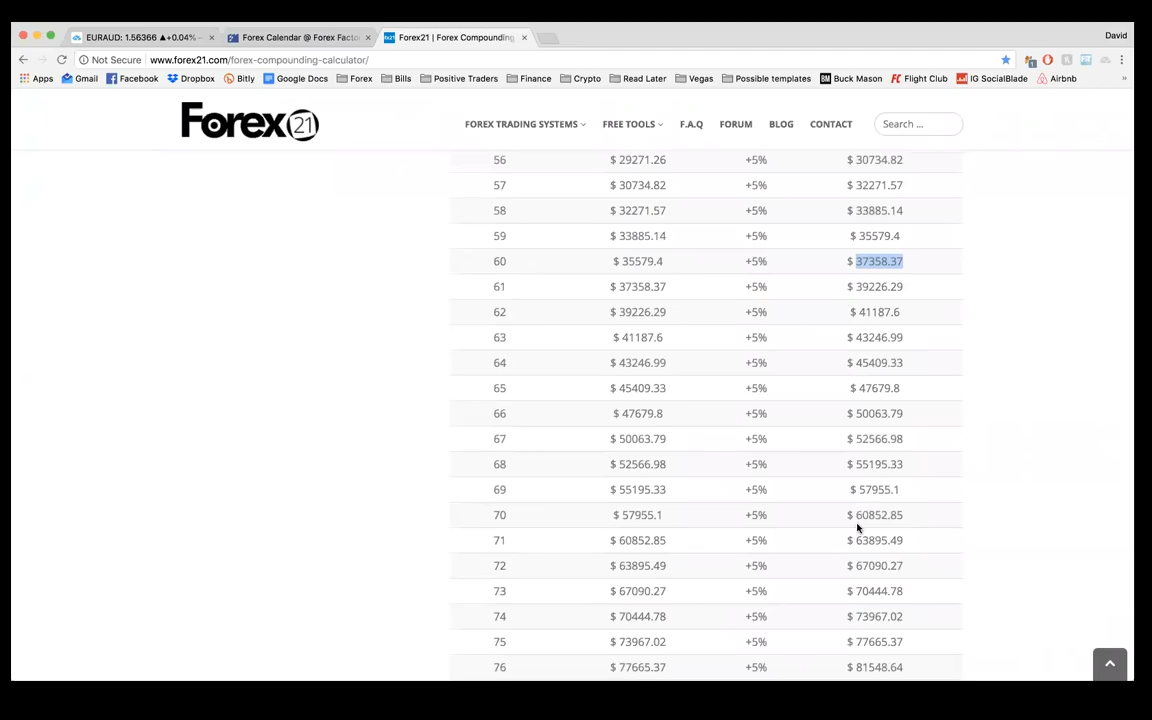 EURAUD: 1.56366 ▲+0.04%
Forex Calendar @ Forex Facto
Forex21 | Forex Compounding
David
Not Secure www.forex21.com/forex-compounding-calculator/
Apps Gmail Facebook Dropbox Bitly Google Docs Forex Bills Positive Traders Finance Crypto Read Later Vegas Possible templates BM Buck Mason Flight Club IG SocialBlade Airbnb »
Forex21 FOREX TRADING SYSTEMS FREE TOOLS F.A.Q FORUM BLOG CONTACT Search ...
56 $ 29271.26 +5% $ 30734.82
57 $ 30734.82 +5% $ 32271.57
58 $ 32271.57 +5% $ 33885.14
59 $ 33885.14 +5% $ 35579.4
60 $ 35579.4 +5% $ 37358.37
61 $ 37358.37 +5% $ 39226.29
62 $ 39226.29 +5% $ 41187.6
63 $ 41187.6 +5% $ 43246.99
64 $ 43246.99 +5% $ 45409.33
65 $ 45409.33 +5% $ 47679.8
66 $ 47679.8 +5% $ 50063.79
67 $ 50063.79 +5% $ 52566.98
68 $ 52566.98 +5% $ 55195.33
69 $ 55195.33 +5% $ 57955.1
70 $ 57955.1 +5% $ 60852.85
71 $ 60852.85 +5% $ 63895.49
72 $ 63895.49 +5% $ 67090.27
73 $ 67090.27 +5% $ 70444.78
74 $ 70444.78 +5% $ 73967.02
75 $ 73967.02 +5% $ 77665.37
76 $ 77665.37 +5% $ 81548.64